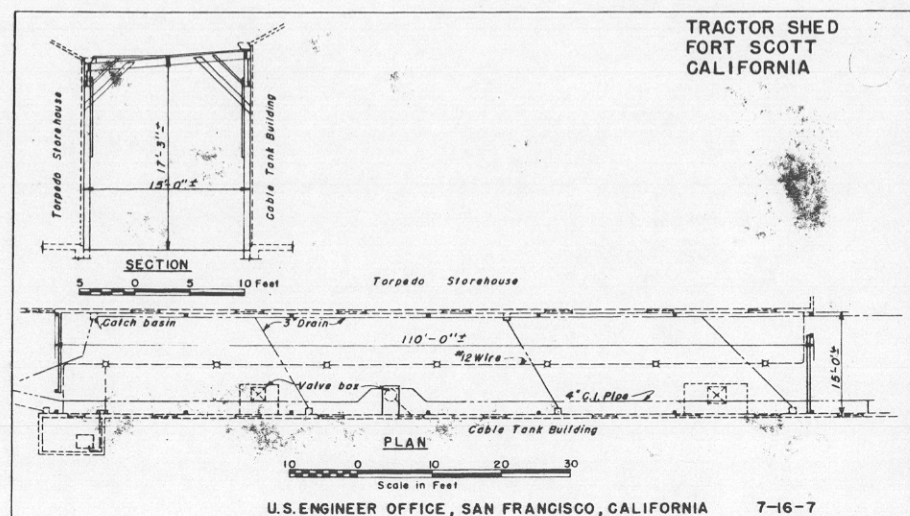 TRACTOR SHED
FORT SCOTT
CALIFORNIA
Torpedo Storehouse
17'-3"±
15'-0"±
Cable Tank Building
SECTION
5 0 5 10 Feet
Torpedo Storehouse
Catch basin
3" Drain
110'-0"±
#12 Wire
15'-0±
Valve box
4" C.I. Pipe
Cable Tank Building
PLAN
10 0 10 20 30
Scale in Feet
U.S. ENGINEER OFFICE, SAN FRANCISCO, CALIFORNIA 7-16-7